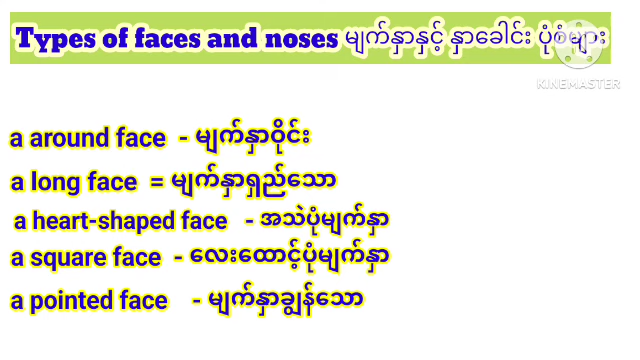 Types of faces and noses မျက်နှာနှင့် နှာခေါင်း ပုံစံများ
KINEMASTER
a around face - မျက်နှာဝိုင်း
a long face = မျက်နှာရှည်သော
a heart-shaped face - အသဲပုံမျက်နှာ
a square face - လေးထောင့်ပုံမျက်နှာ
a pointed face - မျက်နှာချွန်သော